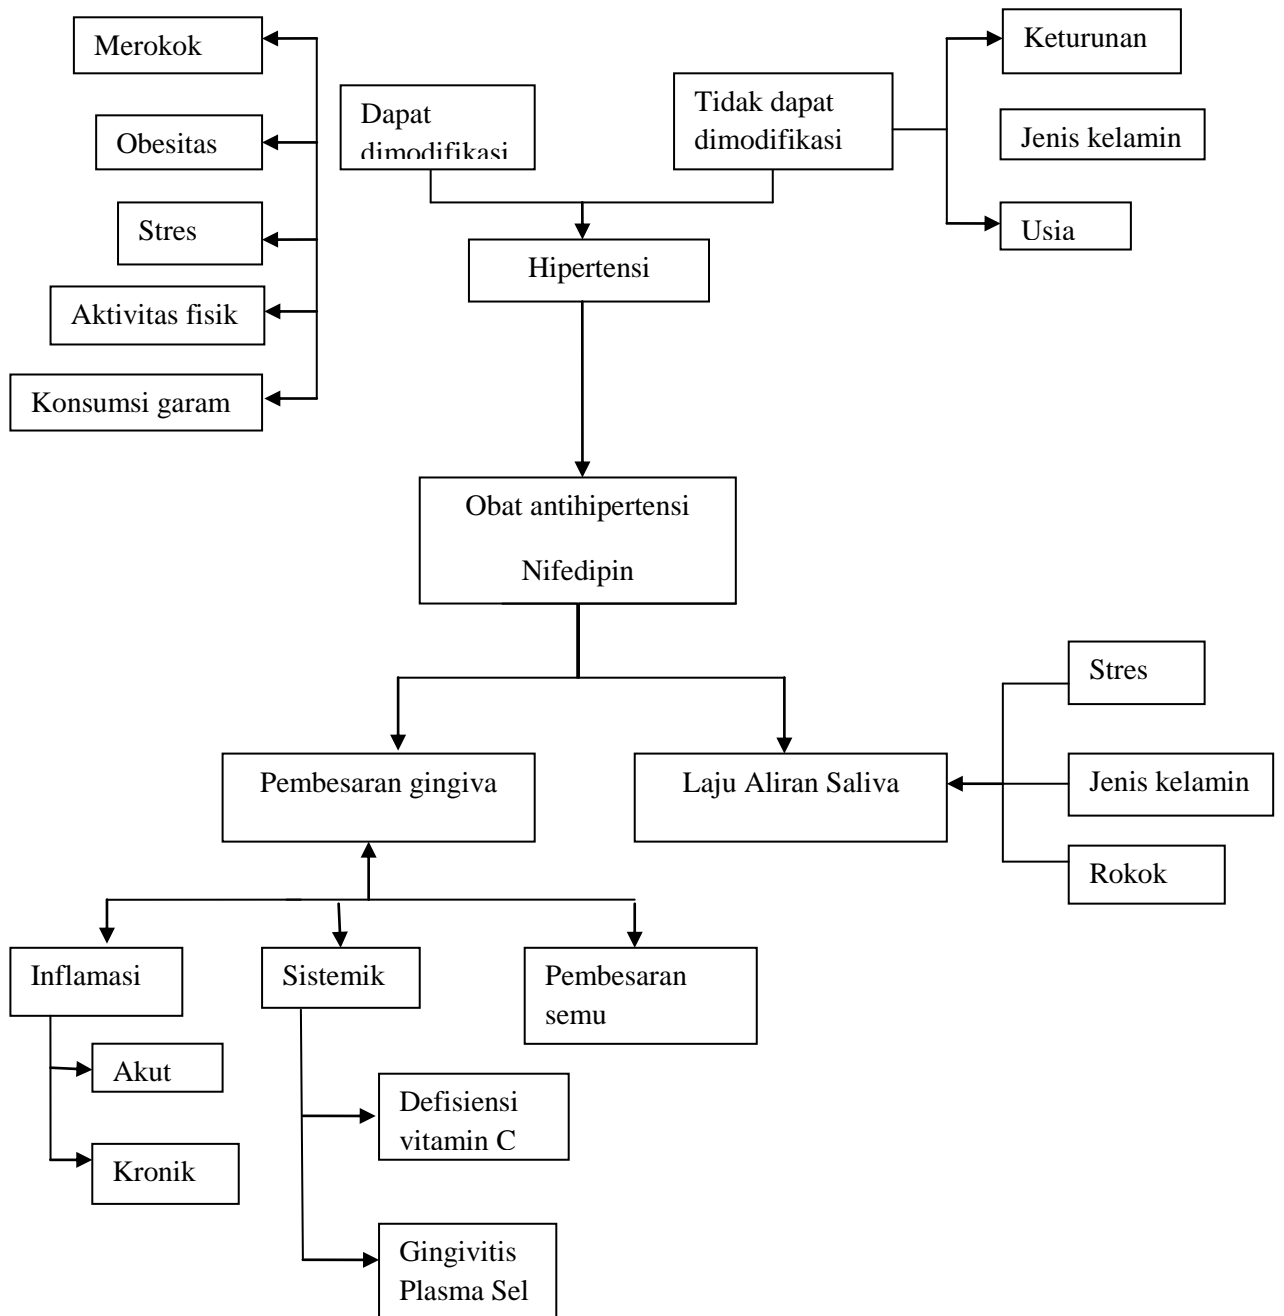 Merokok
Keturunan
Dapat
dimodifikasi
Tidak dapat
dimodifikasi
Obesitas
Jenis kelamin
Stres
Usia
Hipertensi
Aktivitas fisik
Konsumsi garam
Obat antihipertensi
Nifedipin
Stres
Pembesaran gingiva
Laju Aliran Saliva
Jenis kelamin
Rokok
Inflamasi
Sistemik
Pembesaran
semu
Akut
Defisiensi
vitamin C
Kronik
Gingivitis
Plasma Sel